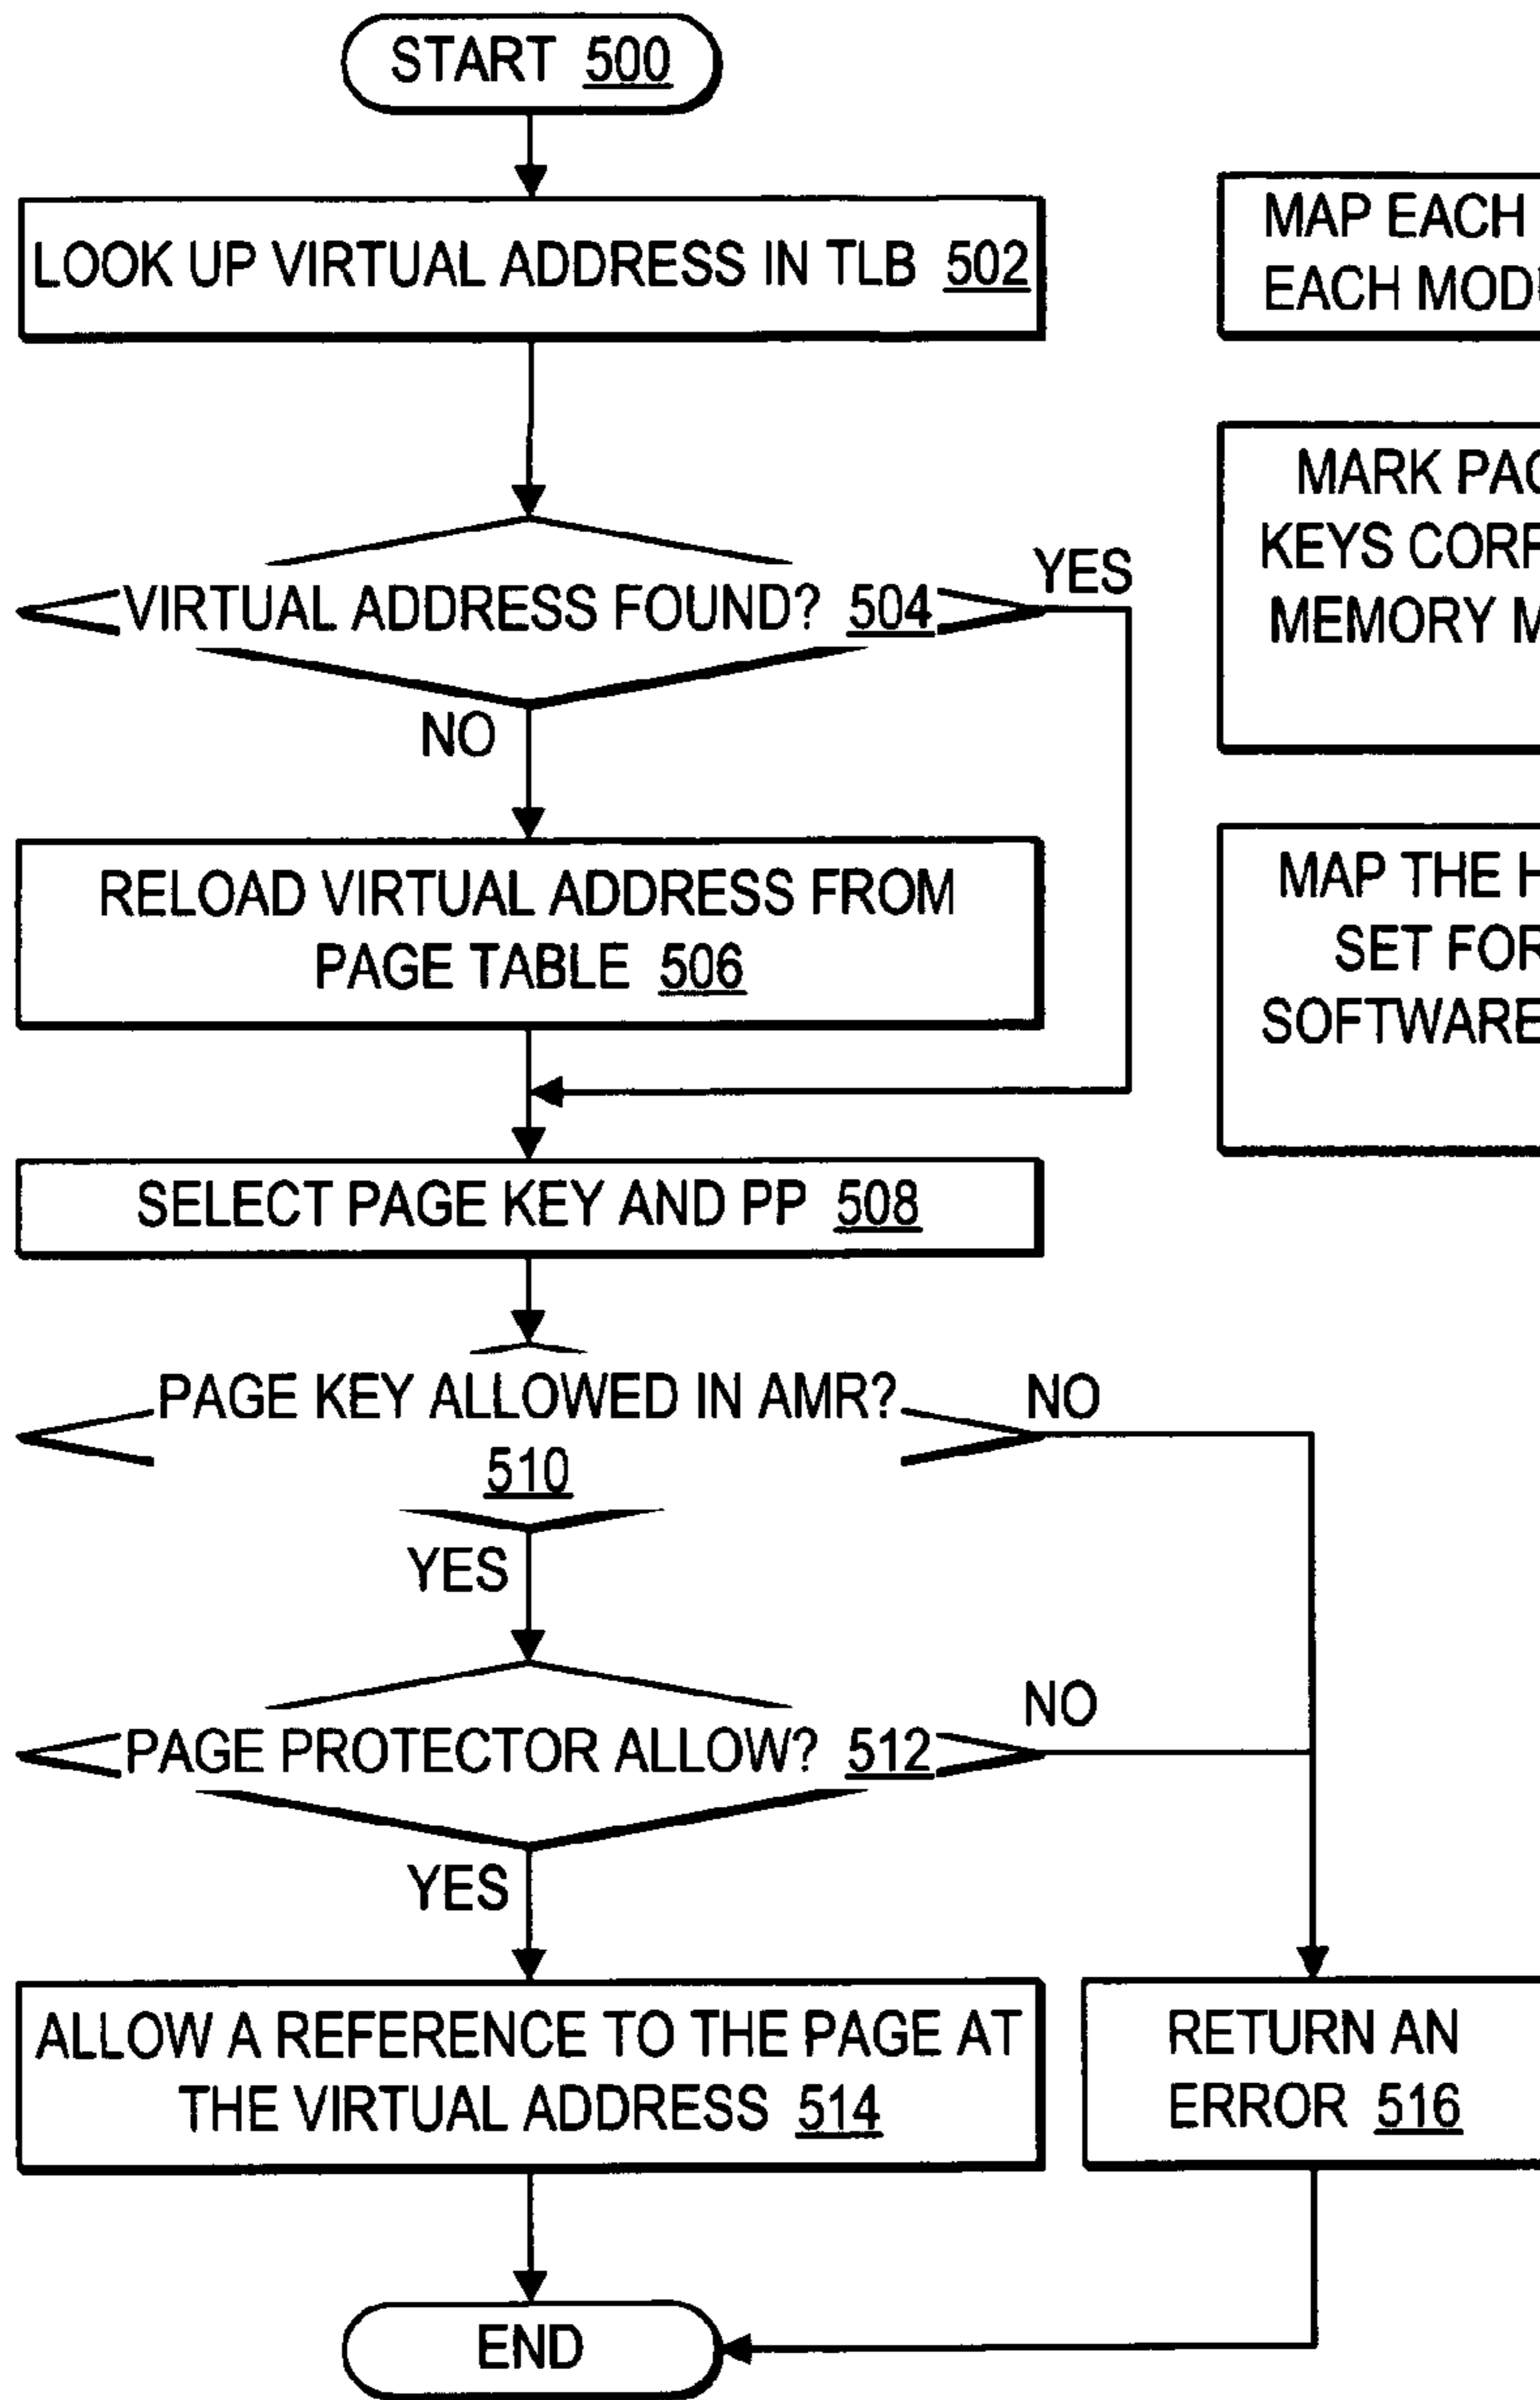 START 500
LOOK UP VIRTUAL ADDRESS IN TLB 502
VIRTUAL ADDRESS FOUND? 504
YES
NO
RELOAD VIRTUAL ADDRESS FROM
PAGE TABLE 506
SELECT PAGE KEY AND PP 508
PAGE KEY ALLOWED IN AMR?
510
NO
YES
PAGE PROTECTOR ALLOW? 512
NO
YES
ALLOW A REFERENCE TO THE PAGE AT
THE VIRTUAL ADDRESS 514
RETURN AN
ERROR 516
END
MAP EACH
EACH
MARK
KEYS
MEMORY
MAP THE
SET FOR
SOFTWARE